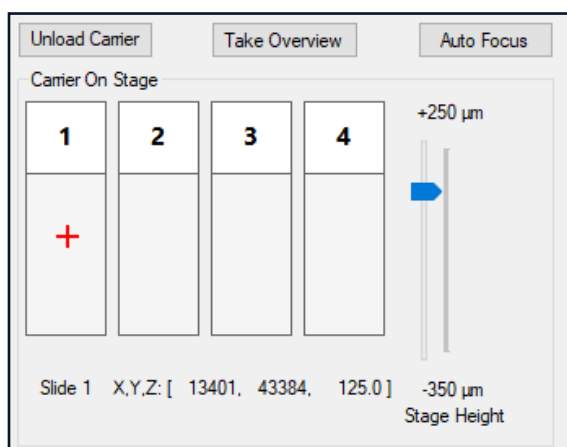 Unload Carrier Take Overview Auto Focus
Carrier On Stage
1 2 3 4
+250 µm
Slide 1 X,Y,Z: [ 13401, 43384, 125.0 ]
-350 µm
Stage Height